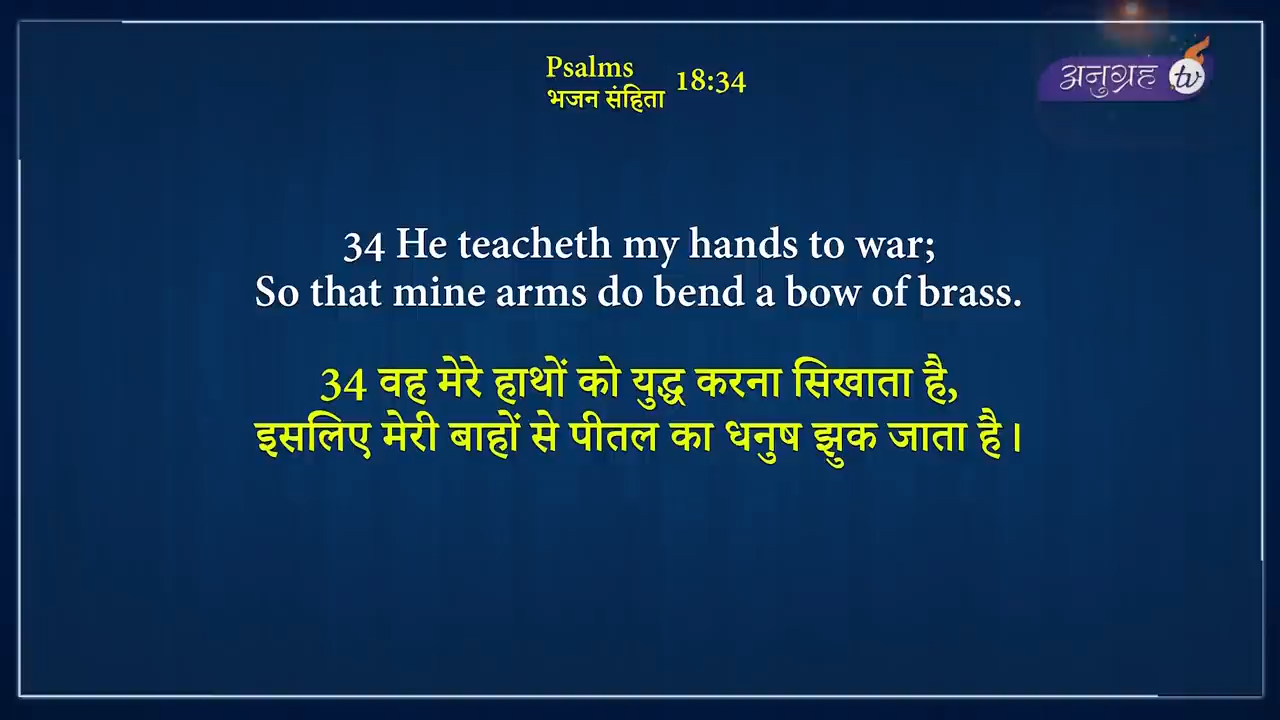 Psalms
भजन संहिता
18:34
अनुग्रह tv
34 He teacheth my hands to war;
So that mine arms do bend a bow of brass.
34 वह मेरे हाथों को युद्ध करना सिखाता है,
इसलिए मेरी बाहों से पीतल का धनुष झुक जाता है।